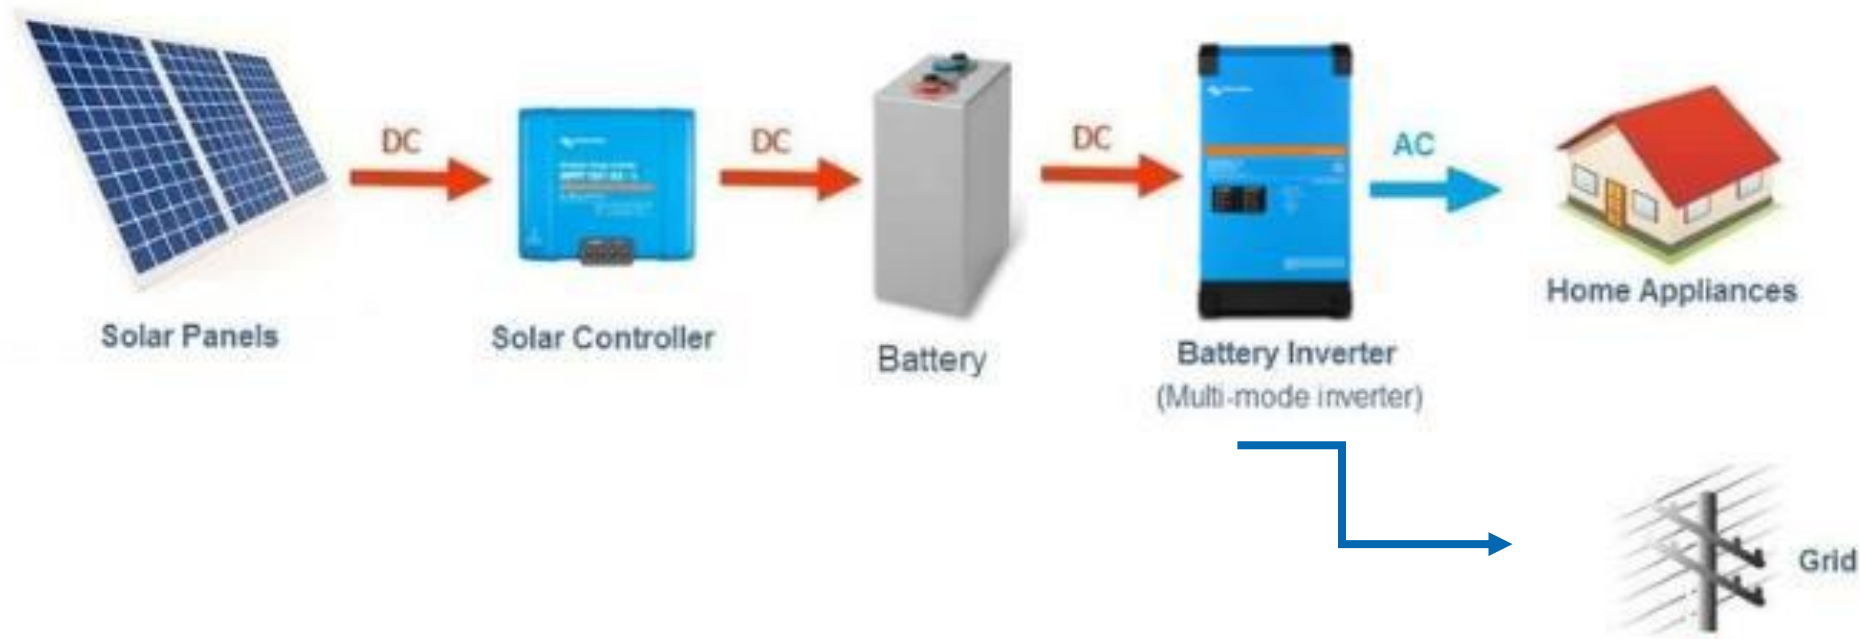 DC
DC
DC
AC
Solar Panels
Solar Controller
Battery
Battery Inverter
(Multi-mode inverter)
Home Appliances
Grid